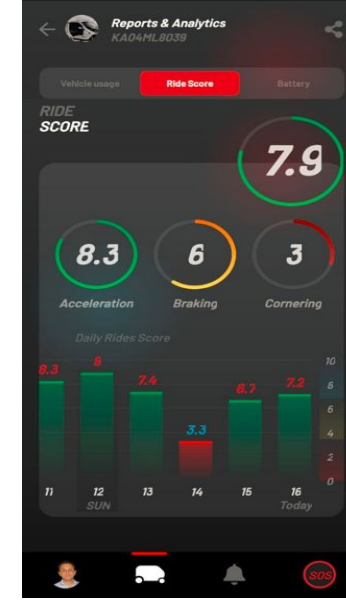 Reports & Analytics
KA04ML8039
Vehicle usage
Ride Score
Battery
RIDE
SCORE
7.9
8.3
6
3
Acceleration
Braking
Cornering
Daily Rides Score
8.3
7.4
3.3
6.7
7.2
10
8
6
4
2
0
11
12
13
14
15
16
SUN
Today
SOS